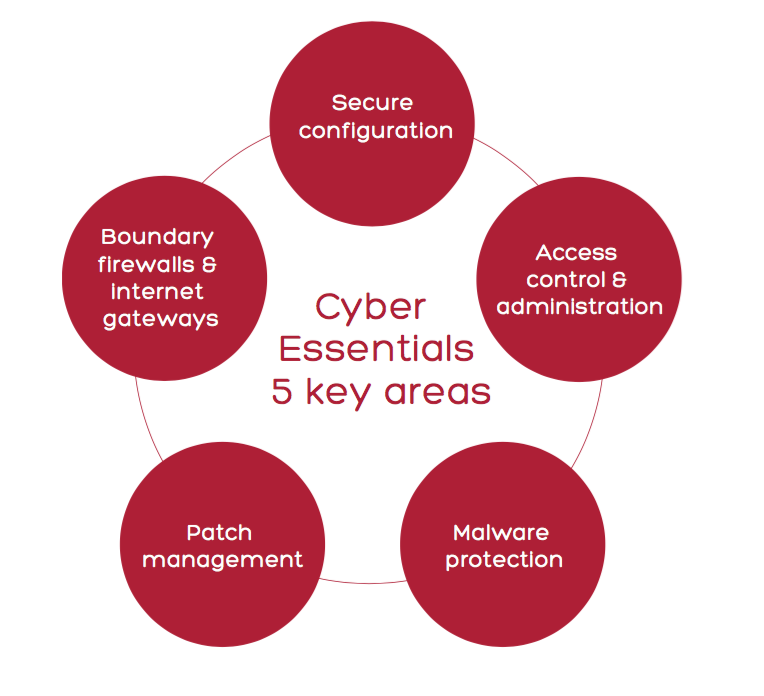 Secure
configuration
Boundary
firewalls &
internet
gateways
Access
control &
administration
Cyber
Essentials
5 key areas
Patch
management
Malware
protection